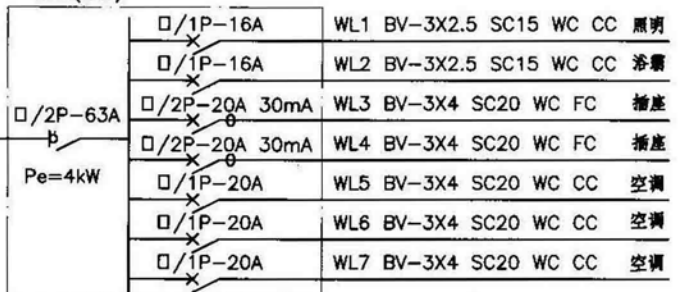 □/1P-16A WL1 BV-3X2.5 SC15 WC CC 照明
□/1P-16A WL2 BV-3X2.5 SC15 WC CC 浴霸
□/2P-63A
□/2P-20A 30mA WL3 BV-3X4 SC20 WC FC 插座
□/2P-20A 30mA WL4 BV-3X4 SC20 WC FC 插座
Pe=4kW
□/1P-20A WL5 BV-3X4 SC20 WC CC 空调
□/1P-20A WL6 BV-3X4 SC20 WC CC 空调
□/1P-20A WL7 BV-3X4 SC20 WC CC 空调